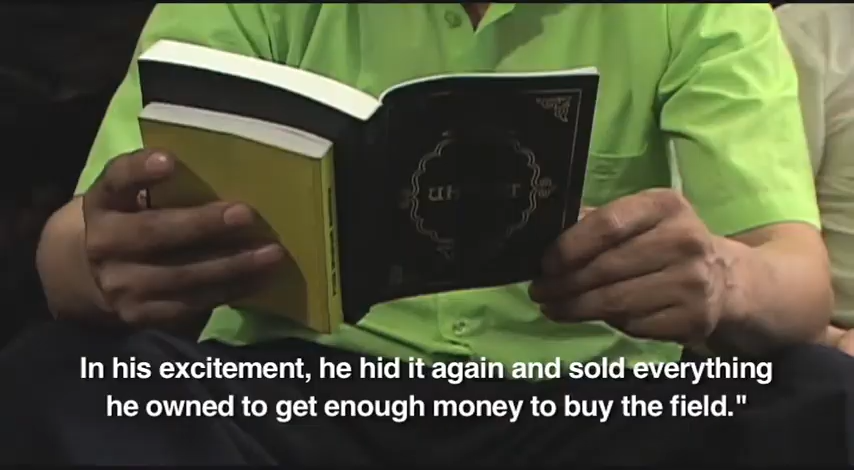 In his excitement, he hid it again and sold everything
he owned to get enough money to buy the field."